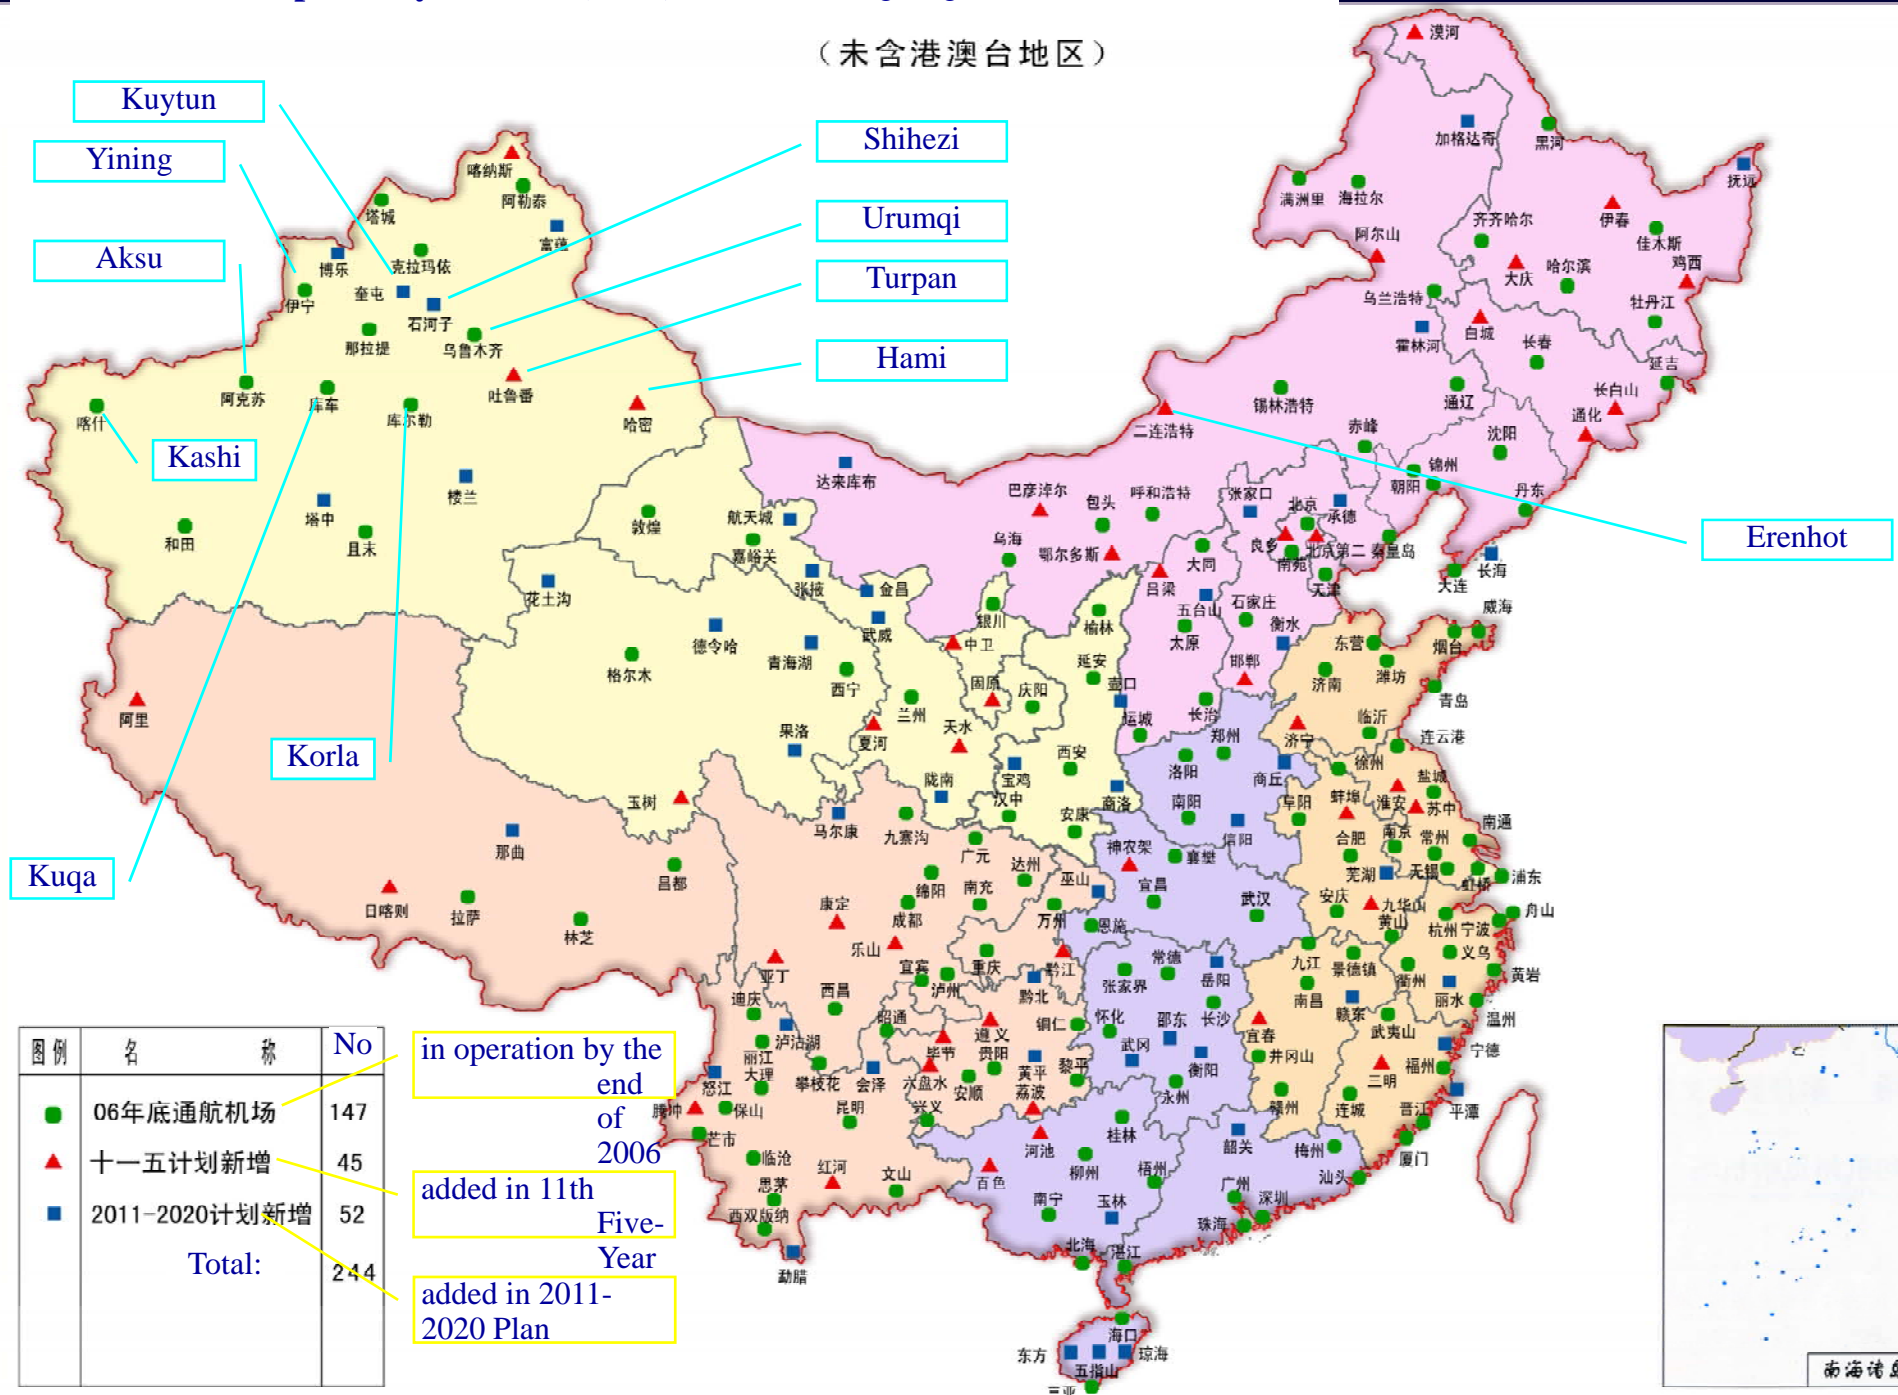 （未含港澳台地区）
Kuytun
Yining
Aksu
Kashi
Korla
Kuqa
Shihezi
Urumqi
Turpan
Hami
Erenhot
漠河
加格达奇
黑河
抚远
满洲里
海拉尔
齐齐哈尔
伊春
佳木斯
阿尔山
大庆
哈尔滨
鸡西
乌兰浩特
牡丹江
霍林河
白城
长春
延吉
锡林浩特
通辽
长白山
通化
二连浩特
赤峰
沈阳
锦州
朝阳
丹东
大连
长海
喀纳斯
阿勒泰
塔城
富蕴
博乐
克拉玛依
伊宁
奎屯
石河子
那拉提
乌鲁木齐
阿克苏
库车
库尔勒
吐鲁番
哈密
喀什
楼兰
塔中
和田
且末
达来库布
巴彦淖尔
包头
呼和浩特
张家口
北京
承德
敦煌
航天城
嘉峪关
乌海
鄂尔多斯
大同
良多
南苑
北京第二
秦皇岛
天津
花土沟
张掖
金昌
吕梁
五台山
石家庄
衡水
威海
德令哈
武威
银川
榆林
太原
东营
烟台
格尔木
青海湖
西宁
中卫
延安
邯郸
济南
潍坊
青岛
阿里
兰州
固原
庆阳
壶口
运城
长治
临沂
连云港
果洛
夏河
天水
西安
郑州
济宁
徐州
洛阳
商丘
盐城
玉树
陇南
宝鸡
汉中
商洛
南阳
阜阳
蚌埠
淮安
苏中
马尔康
九寨沟
安康
信阳
南京
常州
南通
那曲
广元
达州
神农架
襄樊
合肥
芜湖
无锡
虹桥
浦东
昌都
绵阳
南充
巫山
宜昌
武汉
安庆
九华山
黄山
杭州
宁波
舟山
日喀则
拉萨
林芝
康定
成都
万州
恩施
义乌
乐山
宜宾
重庆
黔江
常德
岳阳
九江
景德镇
衢州
黄岩
亚丁
泸州
黔北
张家界
南昌
丽水
迪庆
西昌
昭通
遵义
铜仁
怀化
邵东
长沙
赣东
武夷山
温州
泸沽湖
丽江
毕节
贵阳
武冈
宜春
井冈山
宁德
大理
攀枝花
会泽
六盘水
安顺
黄平
黎平
衡阳
三明
福州
怒江
荔波
永州
赣州
连城
平潭
腾冲
保山
昆明
兴义
桂林
韶关
晋江
芒市
河池
梅州
厦门
临沧
红河
文山
百色
柳州
梧州
汕头
思茅
南宁
玉林
广州
深圳
西双版纳
珠海
勐腊
北海
湛江
海口
东方
五指山
琼海
图例 名 称 No
06年底通航机场 147
十一五计划新增 45
2011-2020计划新增 52
Total: 244
in operation by the
end
of
2006
added in 11th
Five-
Year
added in 2011-
2020 Plan